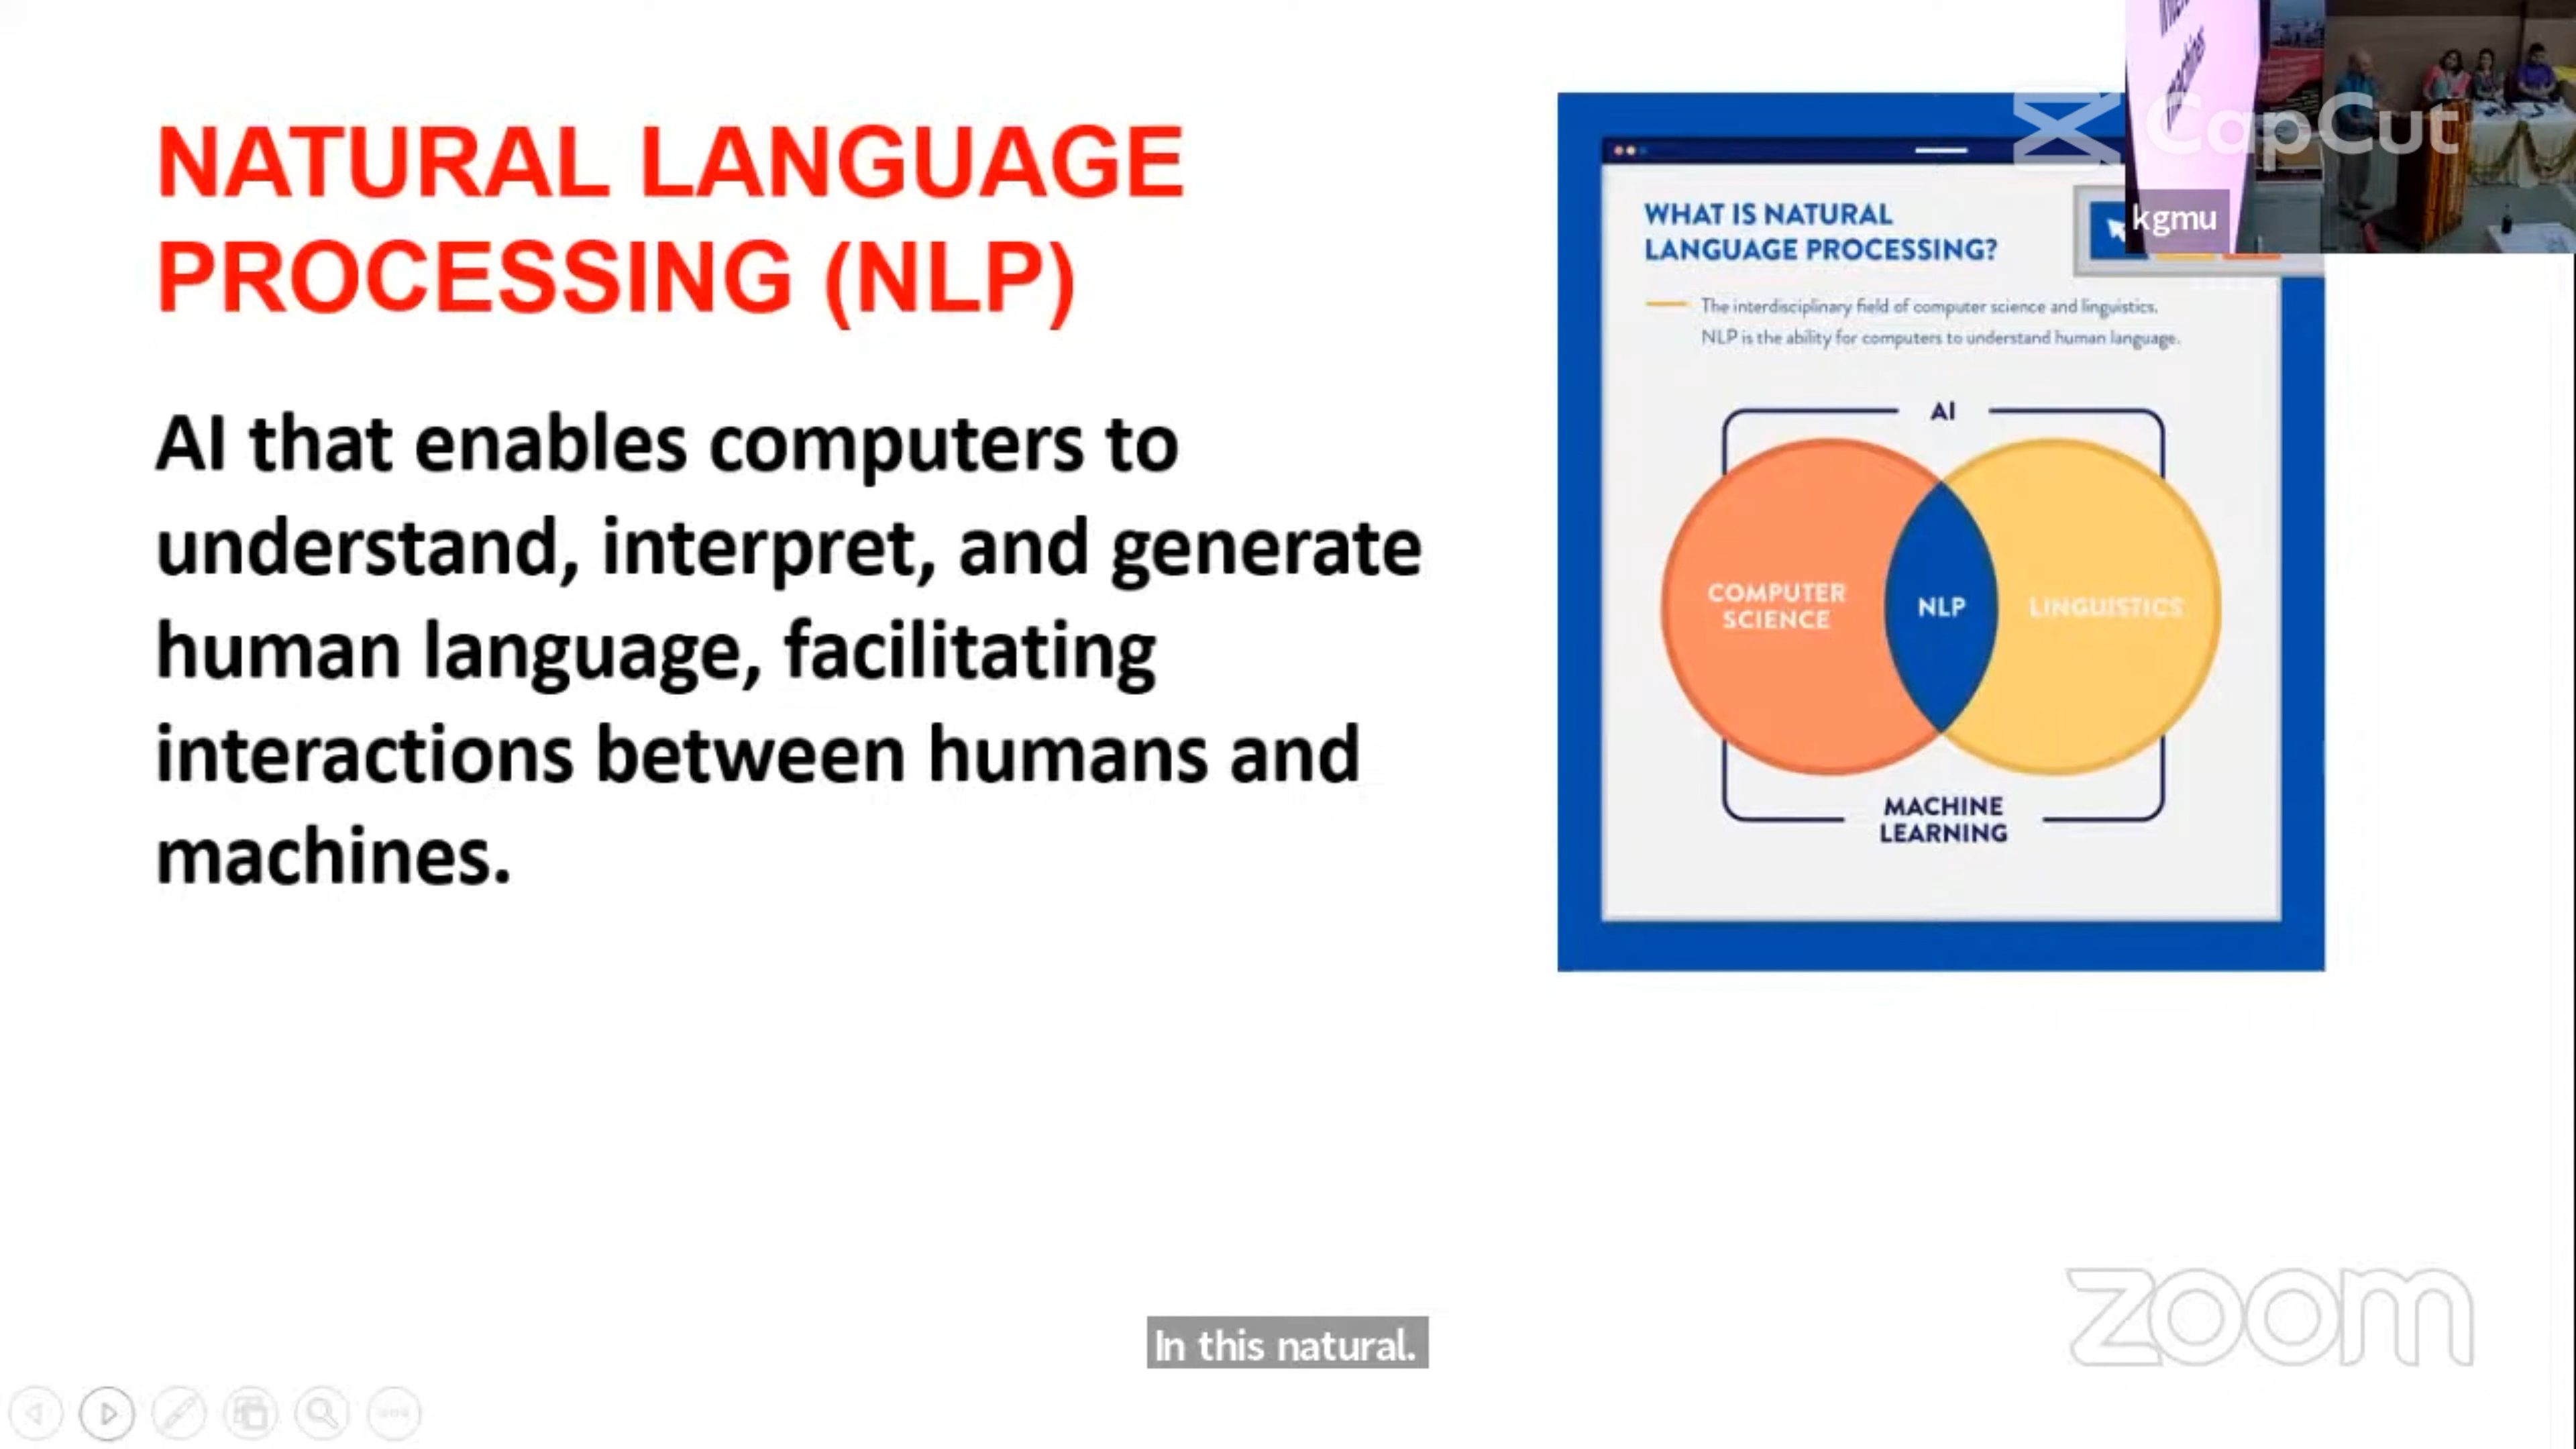 NATURAL LANGUAGE
PROCESSING (NLP)
AI that enables computers to
understand, interpret, and generate
human language, facilitating
interactions between humans and
machines.
WHAT IS NATURAL
LANGUAGE PROCESSING?
The interdisciplinary field of computer science and linguistics.
NLP is the ability for computers to understand human language.
AI
COMPUTER
SCIENCE
NLP
LINGUISTICS
MACHINE
LEARNING
machines
CapCut
kgmu
In this natural.
zoom